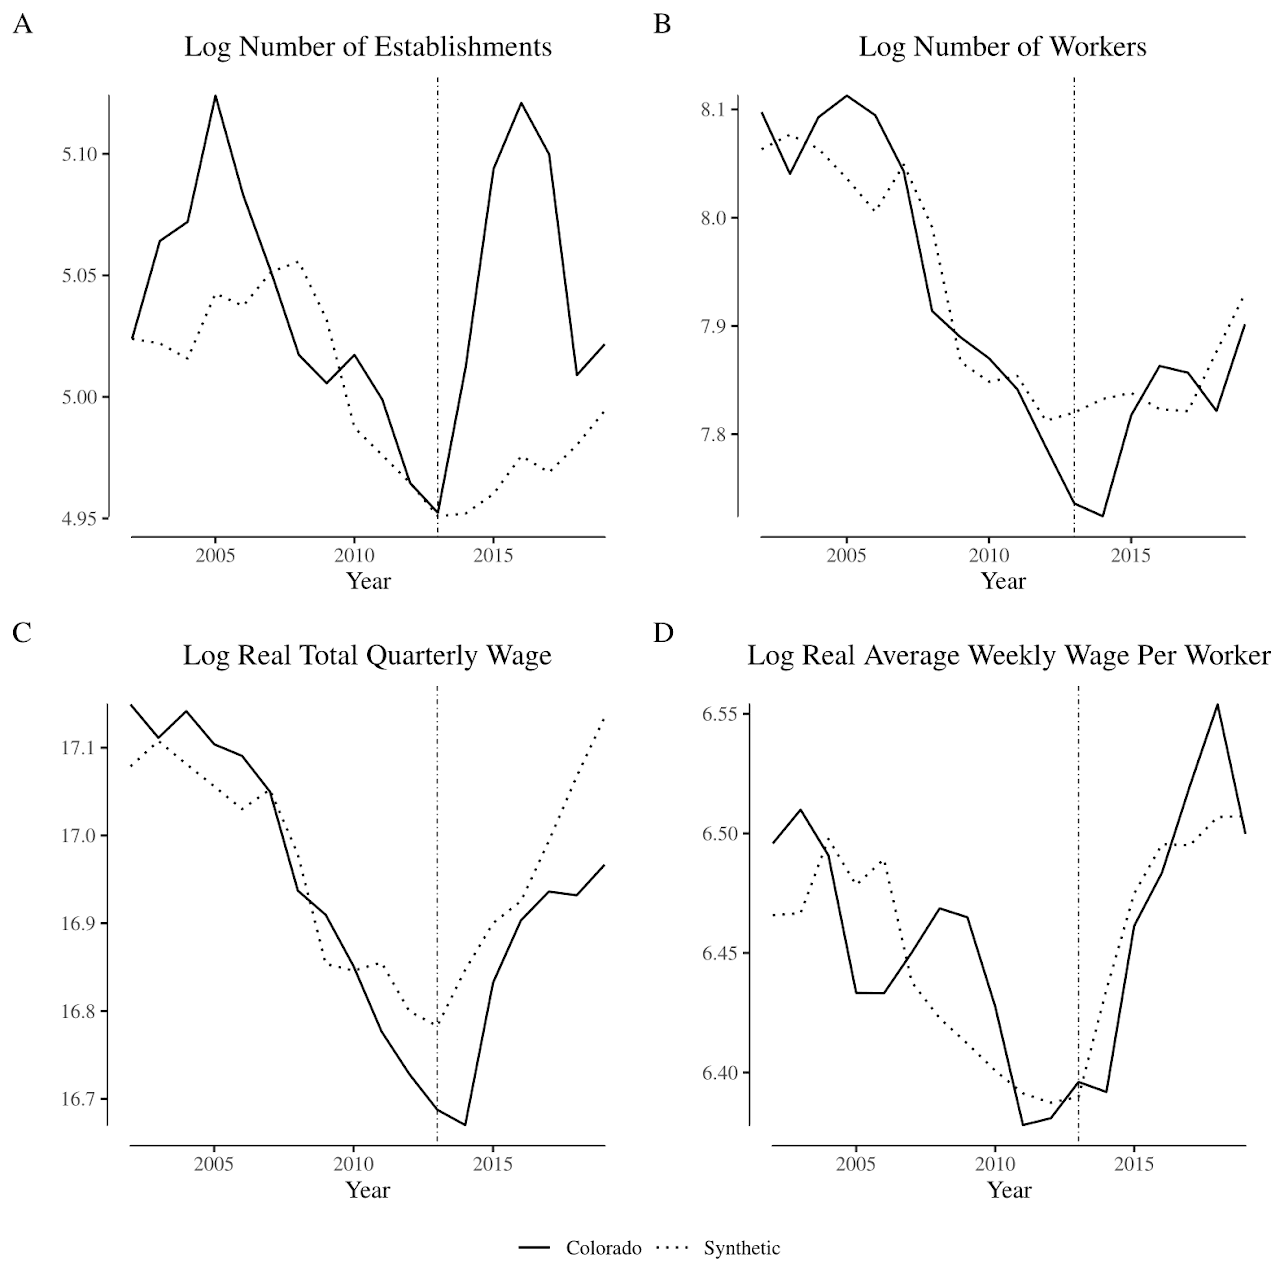 A
Log Number of Establishments
5.10
5.05
5.00
4.95
2005 2010 2015
Year
B
Log Number of Workers
8.1
8.0
7.9
7.8
2005 2010 2015
Year
C
Log Real Total Quarterly Wage
17.1
17.0
16.9
16.8
16.7
2005 2010 2015
Year
D
Log Real Average Weekly Wage Per Worker
6.55
6.50
6.45
6.40
2005 2010 2015
Year
Colorado Synthetic